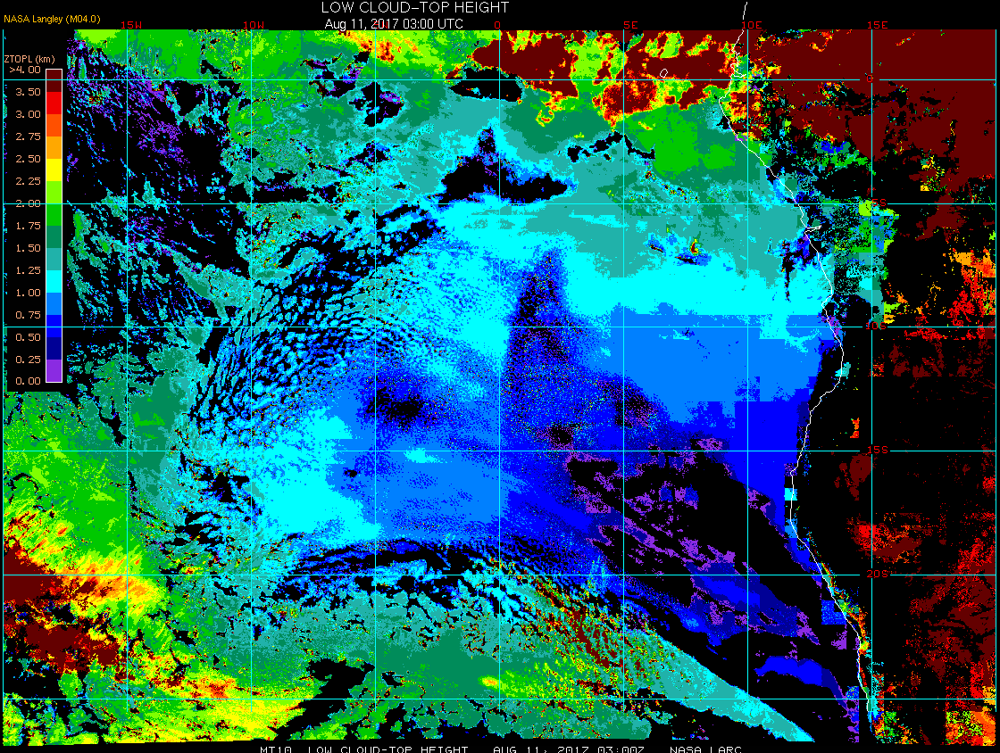 LOW CLOUD-TOP HEIGHT
NASA Langley (M04.0)
Aug 11, 2017 03:00 UTC
15W 10W 0 5E 10E 15E
ZTOPL (km)
>4.00
3.50
3.00
2.75
2.50
2.25
2.00
1.75
1.50
1.25
1.00
0.75
0.50
0.25
0.00
15S
20S
MT10 LOW CLOUD-TOP HEIGHT AUG 11, 2017 03:00Z NASA LARC